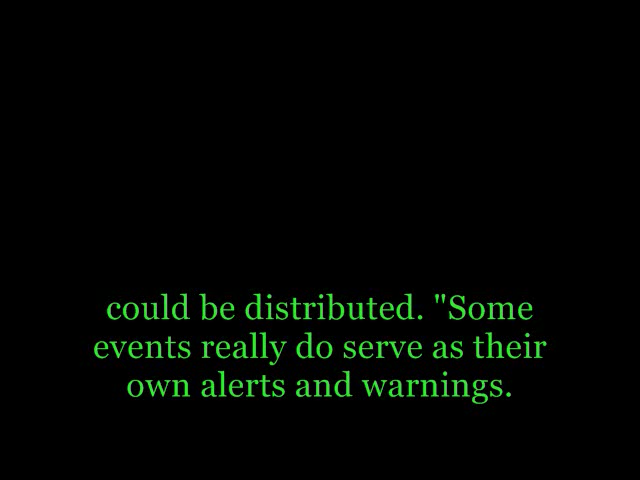 could be distributed. "Some
events really do serve as their
own alerts and warnings.